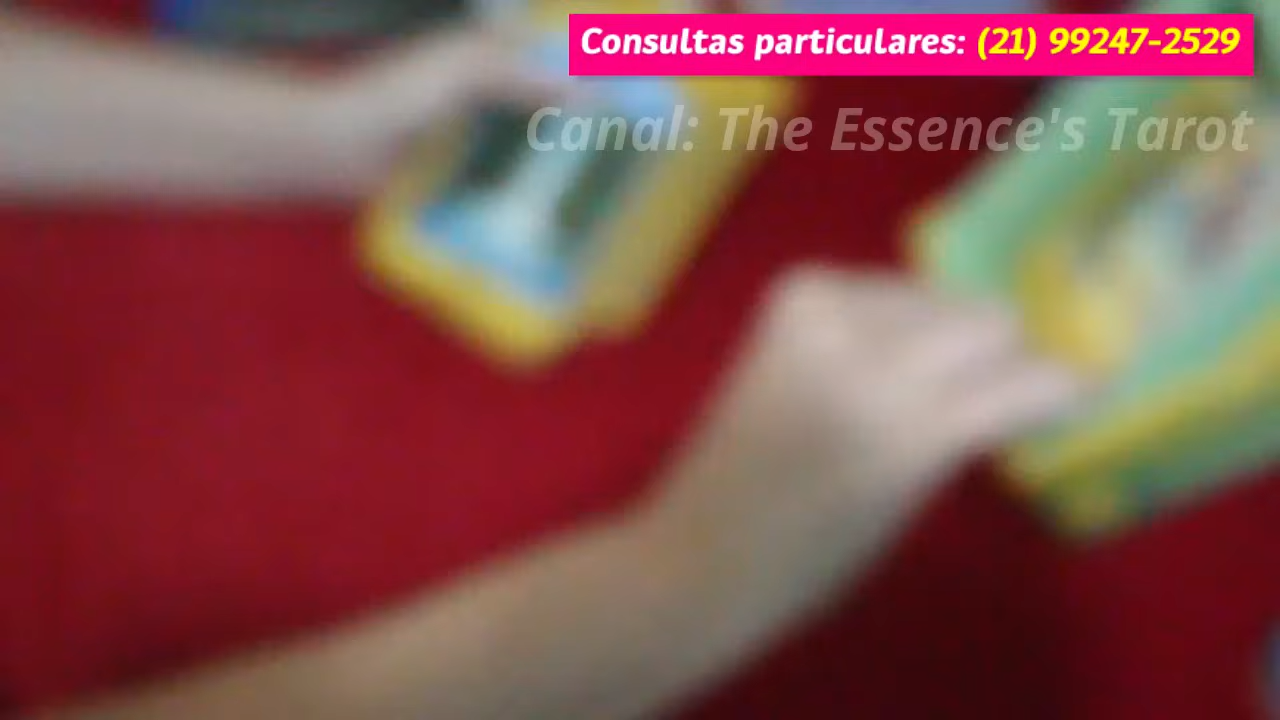 Consultas particulares: (21) 99247-2529
Canal: The Essence's Tarot